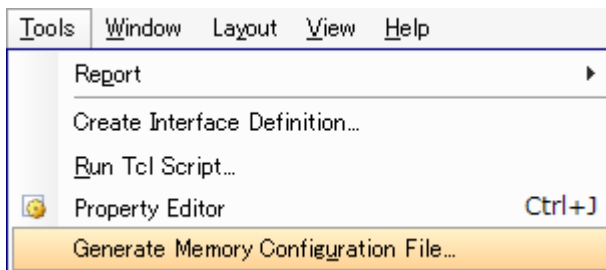 Tools Window Layout View Help
Report
Create Interface Definition...
Run Tcl Script...
Property Editor Ctrl+J
Generate Memory Configuration File...